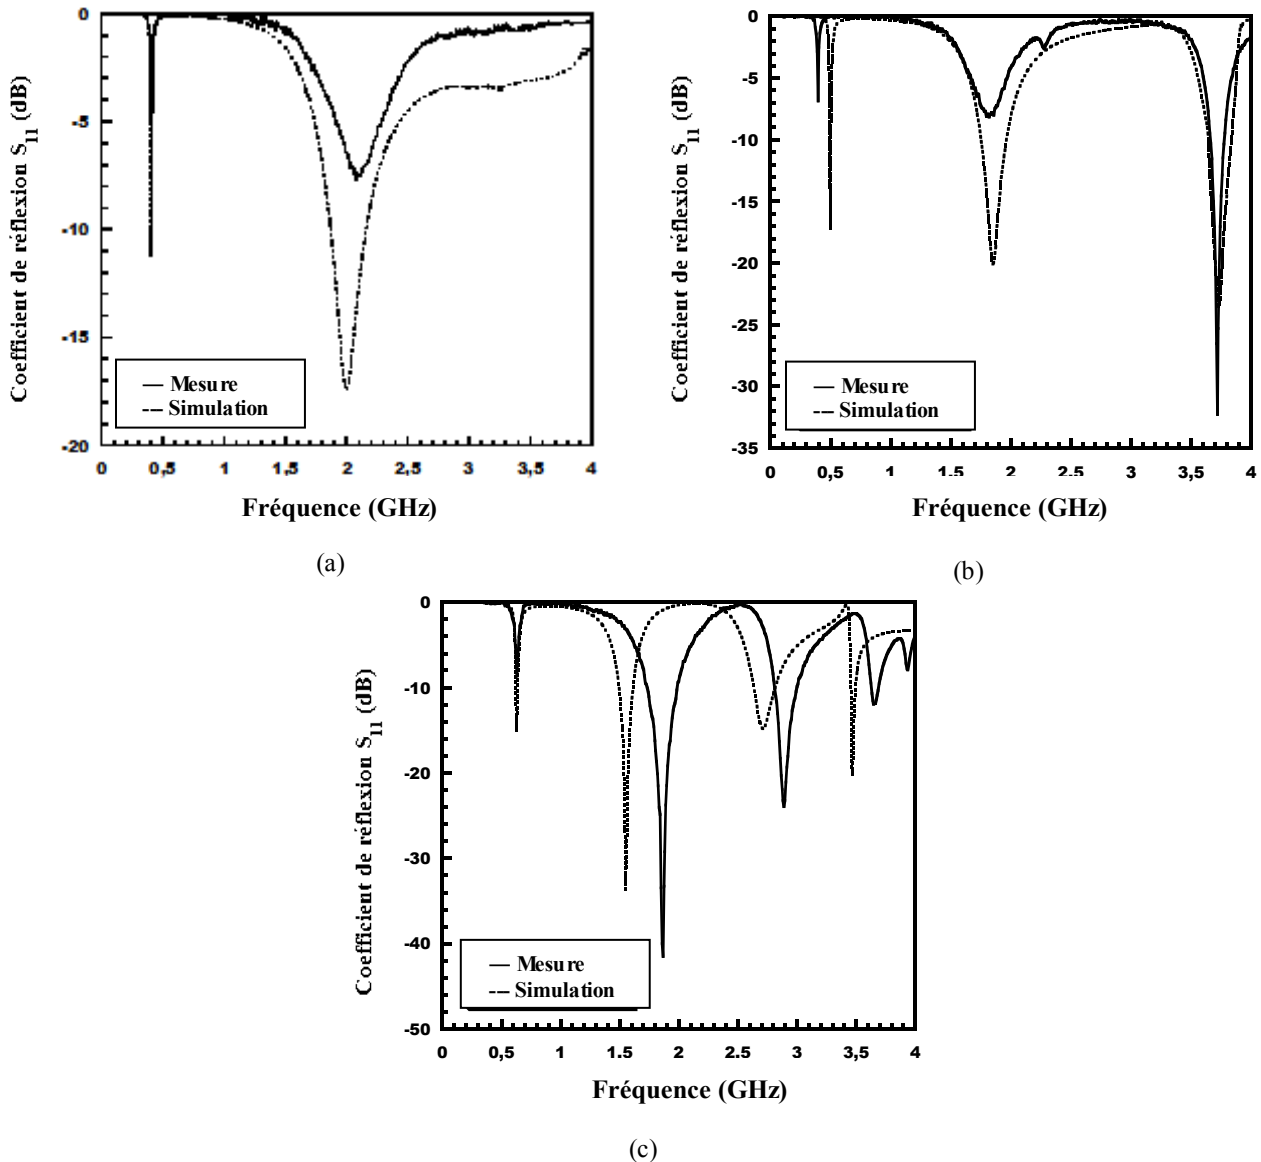 0
-5
-10
-15
-20
Coefficient de réflexion S11 (dB)
Mesure
Simulation
0 0,5 1 1,5 2 2,5 3 3,5 4
Fréquence (GHz)
(a)
0
-5
-10
-15
-20
-25
-30
-35
Coefficient de réflexion S11 (dB)
Mesure
Simulation
0 0.5 1 1.5 2 2.5 3 3,5 4
Fréquence (GHz)
(b)
0
-10
-20
-30
-40
-50
Coefficient de réflexion S11 (dB)
Mesure
Simulation
0 0,5 1 1.5 2 2.5 3 3,5 4
Fréquence (GHz)
(c)